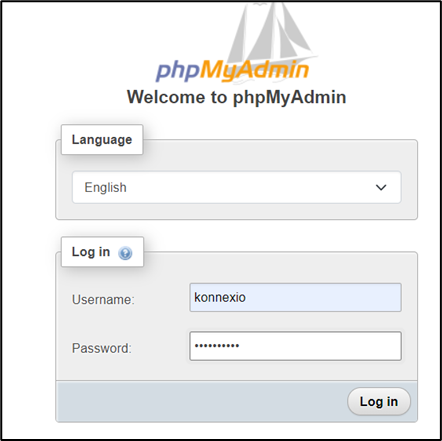 phpMyAdmin
Welcome to phpMyAdmin
Language
English
Log in
Username:
konnexio
Password:
••••••••••
Log in